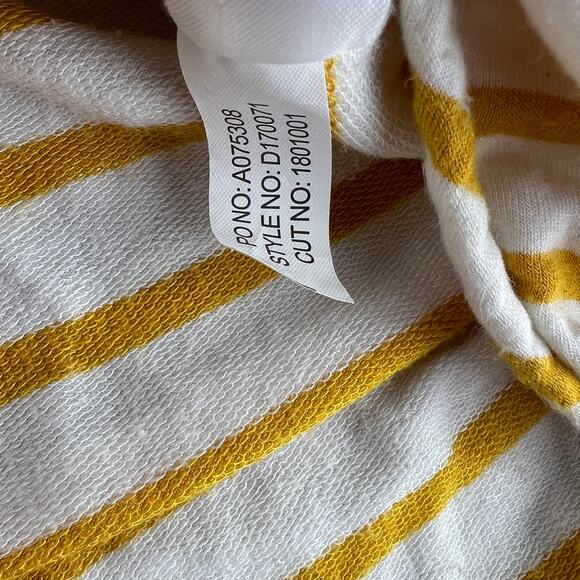 PO NO: A075308
STYLE NO: D170071
CUT NO: 1801001